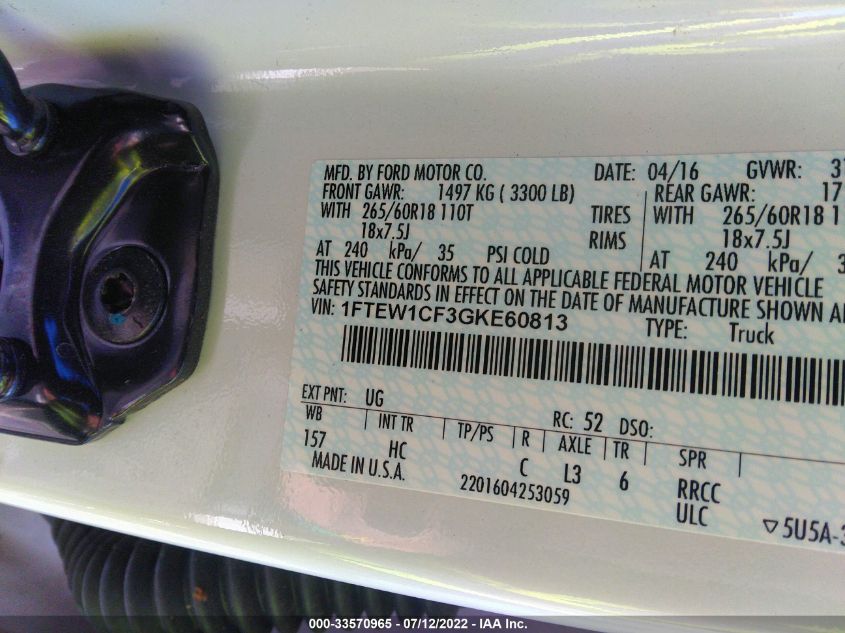 MFD. BY FORD MOTOR CO. DATE: 04/16 GVWR:
FRONT GAWR: 1497 KG ( 3300 LB) REAR GAWR: 17
WITH 265/60R18 110T TIRES WITH 265/60R18 1
18x7.5J RIMS 18x7.5J
AT 240 kPa/ 35 PSI COLD AT 240 kPa/ 3
THIS VEHICLE CONFORMS TO ALL APPLICABLE FEDERAL MOTOR VEHICLE
SAFETY STANDARDS IN EFFECT ON THE DATE OF MANUFACTURE SHOWN
VIN: 1FTEW1CF3GKE60813 TYPE: Truck
EXT PNT: UG RC: 52 DSO:
WB INT TR TP/PS R AXLE TR SPR
157 HC C L3 6 RRCC
MADE IN U.S.A. 2201604253059 ULC
▽5U5A-3
000-33570965 - 07/12/2022 - IAA Inc.